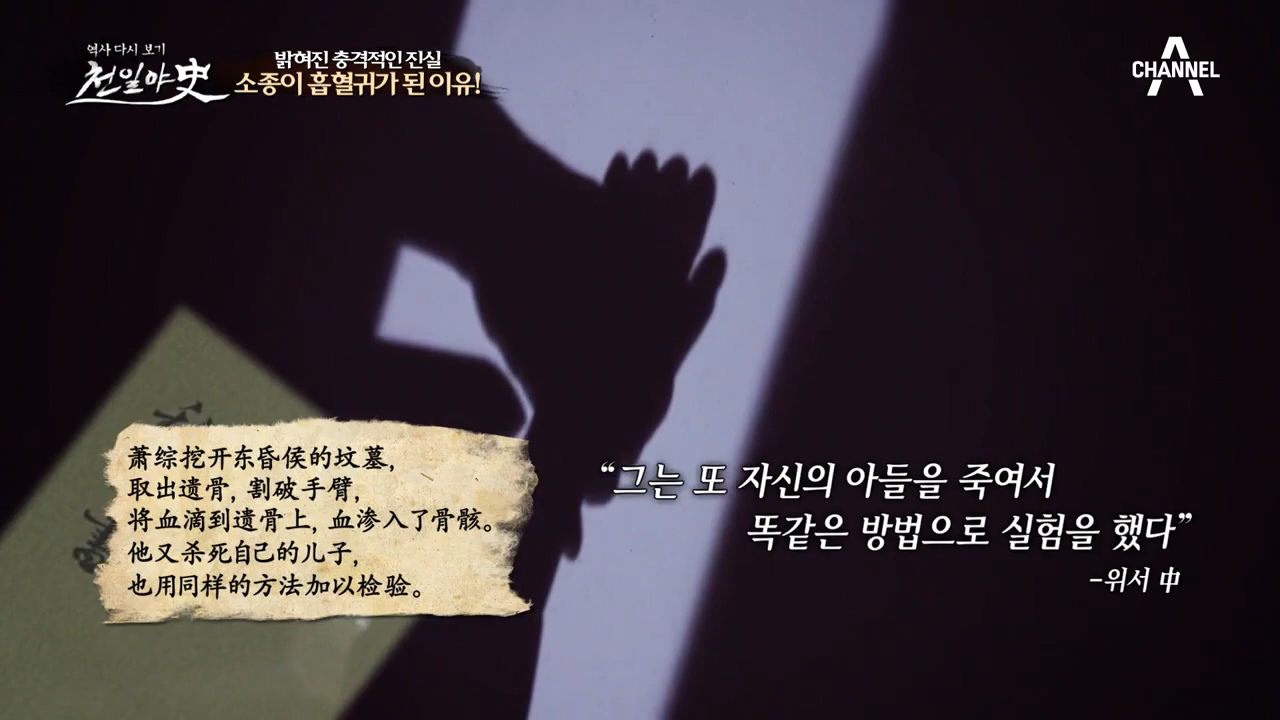 역사 다시 보기
천일야史
밝혀진 충격적인 진실
소종이 흡혈귀가 된 이유!
CHANNEL A
萧综挖开东昏侯的坟墓,
取出遗骨, 割破手臂,
将血滴到遗骨上, 血渗入了骨骸。
他又杀死自己的儿子,
也用同样的方法加以检验。
“그는 또 자신의 아들을 죽여서
똑같은 방법으로 실험을 했다”
-위서 中